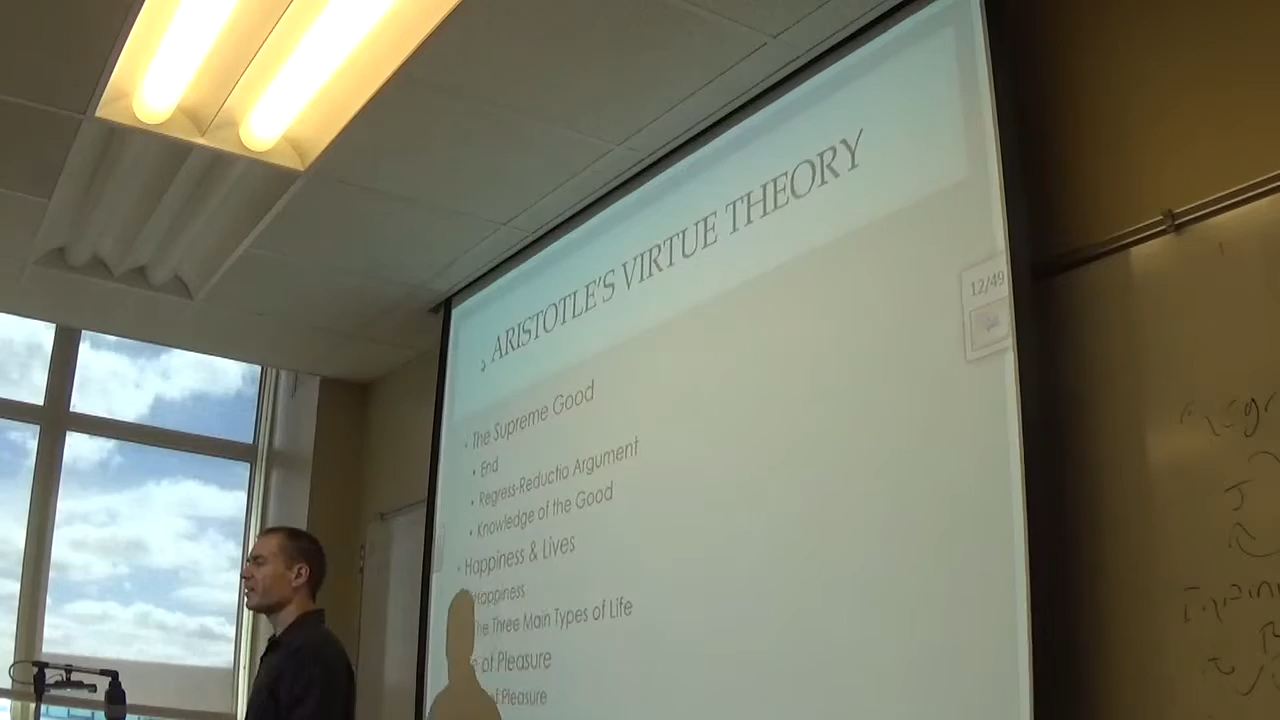 ARISTOTLE'S VIRTUE THEORY
12/49
• The Supreme Good
• End
• Regress-Reductio Argument
• Knowledge of the Good
• Happiness & Lives
Happiness
The Three Main Types of Life
of Pleasure
of Pleasure